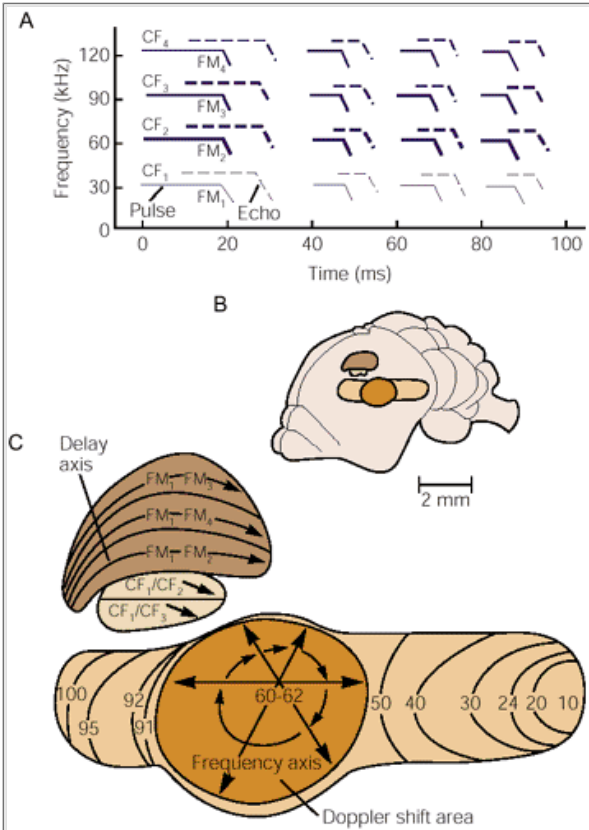 A
Frequency (kHz)
120
90
60
30
0
CF4
FM4
CF3
FM3
CF2
FM2
CF1
FM1
Pulse
Echo
0 20 40 60 80 100
Time (ms)
B
2 mm
C
Delay
axis
FM1–FM3
FM1–FM4
FM1–FM2
CF1/CF2
CF1/CF3
100
95
92
91
60-62
50
40
30
24
20
10
Frequency axis
Doppler shift area